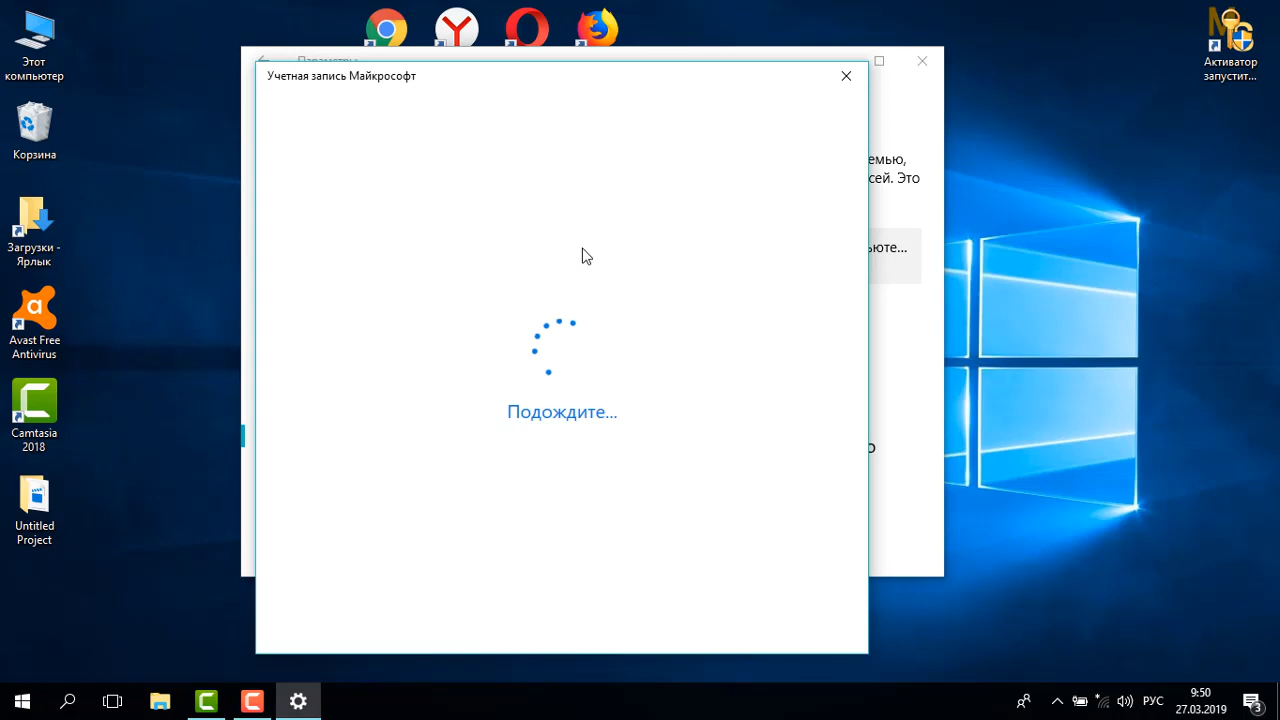 Этот
компьютер
Корзина
Загрузки -
Ярлык
Avast Free
Antivirus
Camtasia
2018
Untitled
Project
Активатор
запустит...
Параметры
Учетная запись Майкрософт
емью,
сей. Это
ьюте...
Подождите...
РУС
9:50
27.03.2019
3